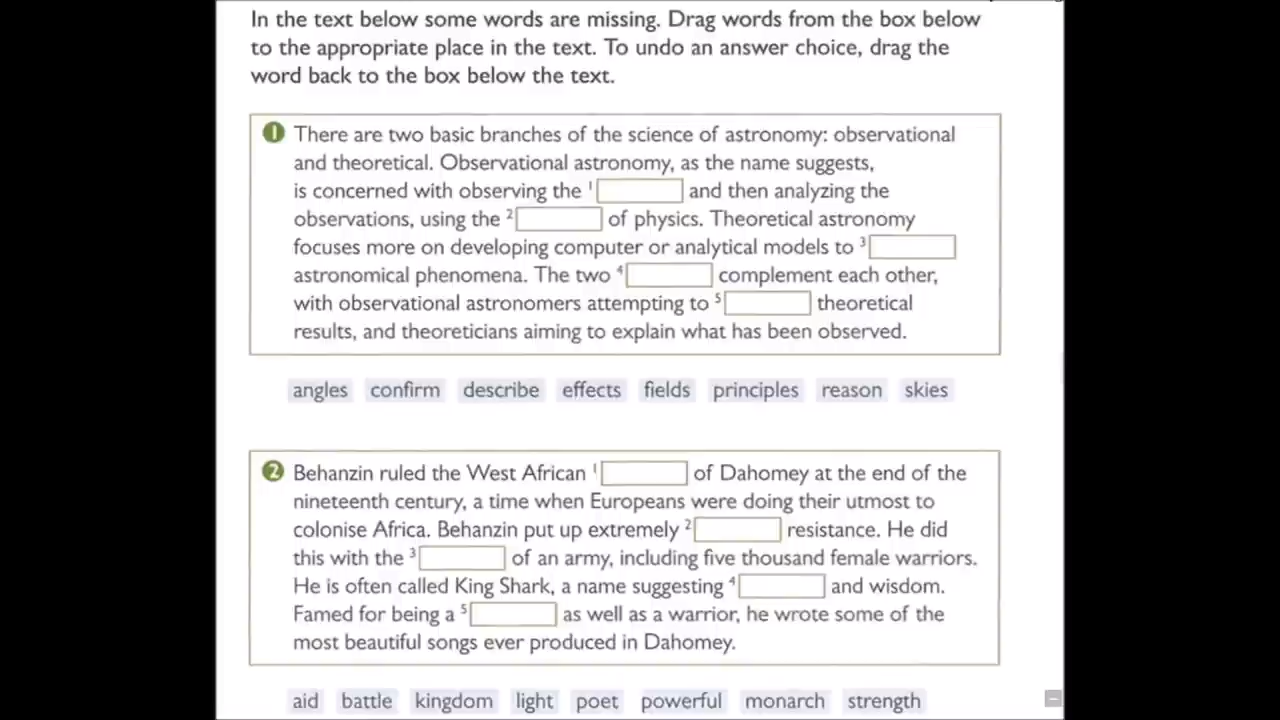 In the text below some words are missing. Drag words from the box below
to the appropriate place in the text. To undo an answer choice, drag the
word back to the box below the text.
1 There are two basic branches of the science of astronomy: observational
and theoretical. Observational astronomy, as the name suggests,
is concerned with observing the 1 and then analyzing the
observations, using the 2 of physics. Theoretical astronomy
focuses more on developing computer or analytical models to 3
astronomical phenomena. The two 4 complement each other,
with observational astronomers attempting to 5 theoretical
results, and theoreticians aiming to explain what has been observed.
angles confirm describe effects fields principles reason skies
2 Behanzin ruled the West African 1 of Dahomey at the end of the
nineteenth century, a time when Europeans were doing their utmost to
colonise Africa. Behanzin put up extremely 2 resistance. He did
this with the 3 of an army, including five thousand female warriors.
He is often called King Shark, a name suggesting 4 and wisdom.
Famed for being a 5 as well as a warrior, he wrote some of the
most beautiful songs ever produced in Dahomey.
aid battle kingdom light poet powerful monarch strength